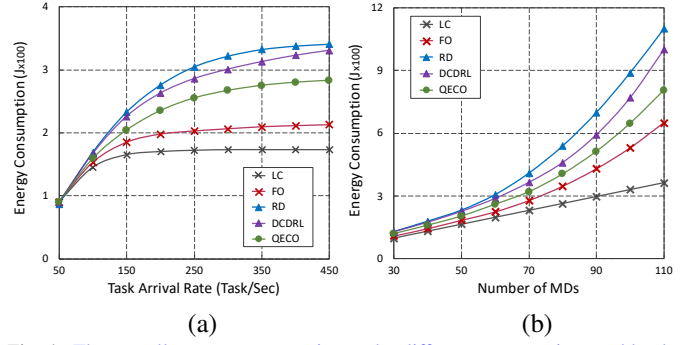 4
3
2
1
0
Energy Consumption (Jx100)
LC
FO
RD
DCDRL
QECO
50 150 250 350 450
Task Arrival Rate (Task/Sec)
(a)
12
9
6
3
0
Energy Consumption (Jx100)
LC
FO
RD
DCDRL
QECO
30 50 70 90 110
Number of MDs
(b)